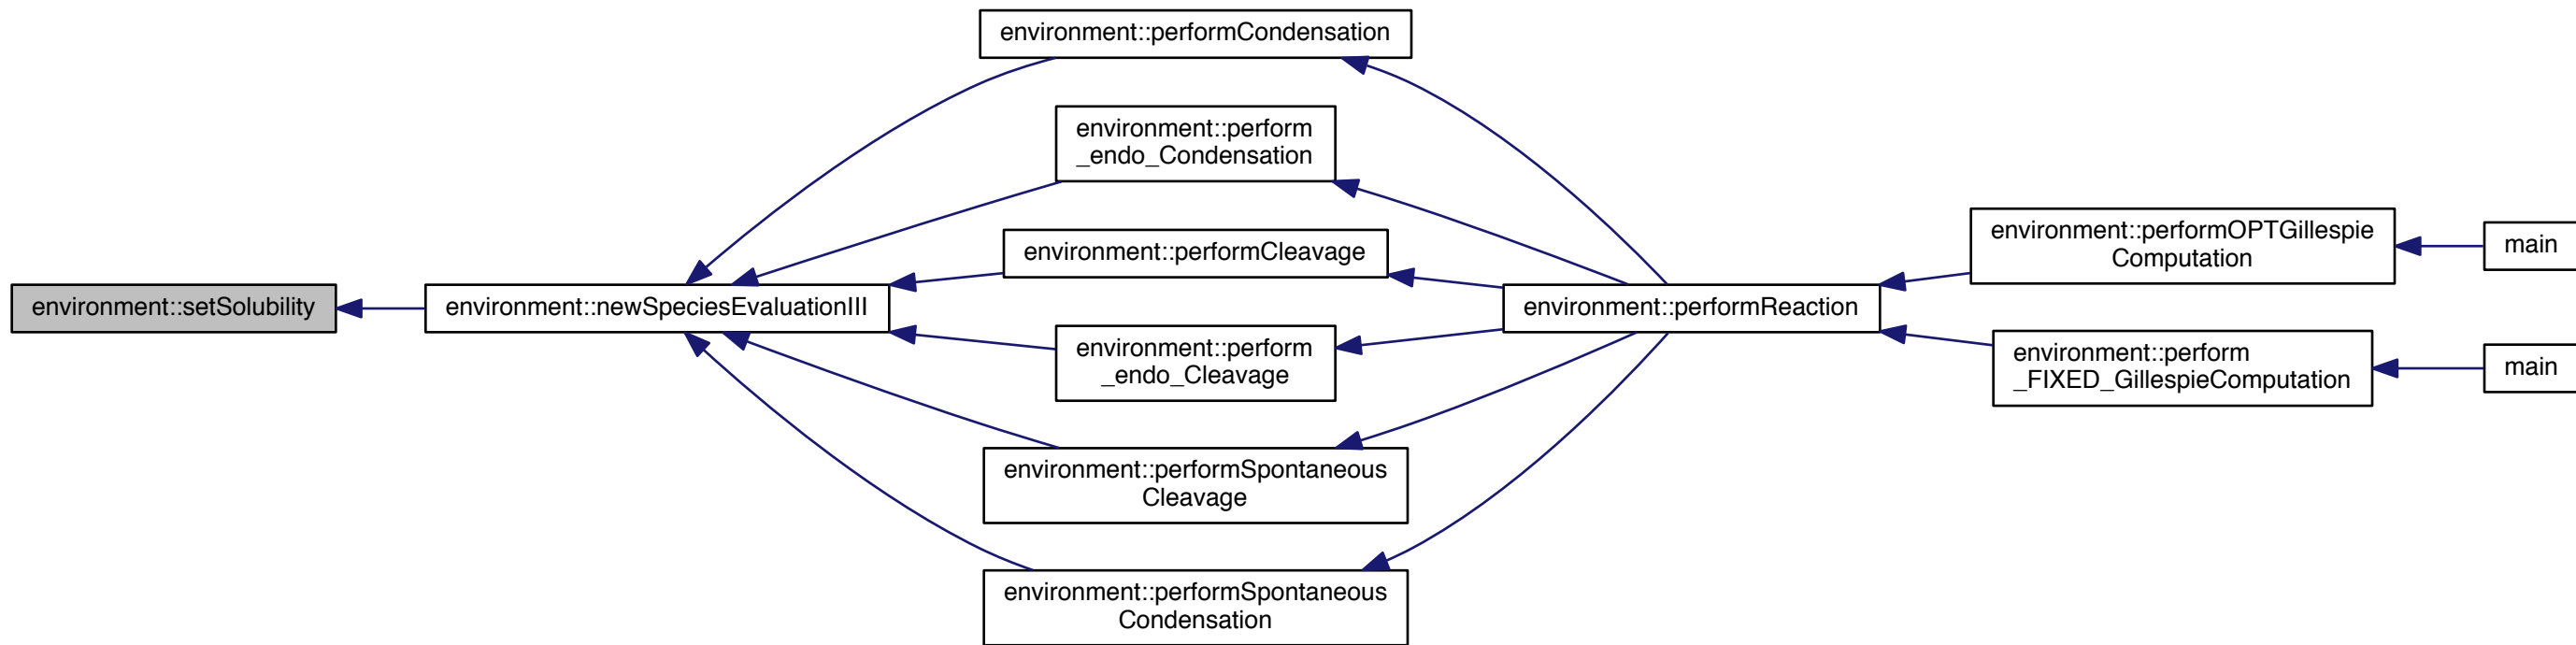 environment::setSolubility
environment::newSpeciesEvaluationIII
environment::performCondensation
environment::perform
_endo_Condensation
environment::performCleavage
environment::perform
_endo_Cleavage
environment::performSpontaneous
Cleavage
environment::performSpontaneous
Condensation
environment::performReaction
environment::performOPTGillespie
Computation
environment::perform
_FIXED_GillespieComputation
main
main